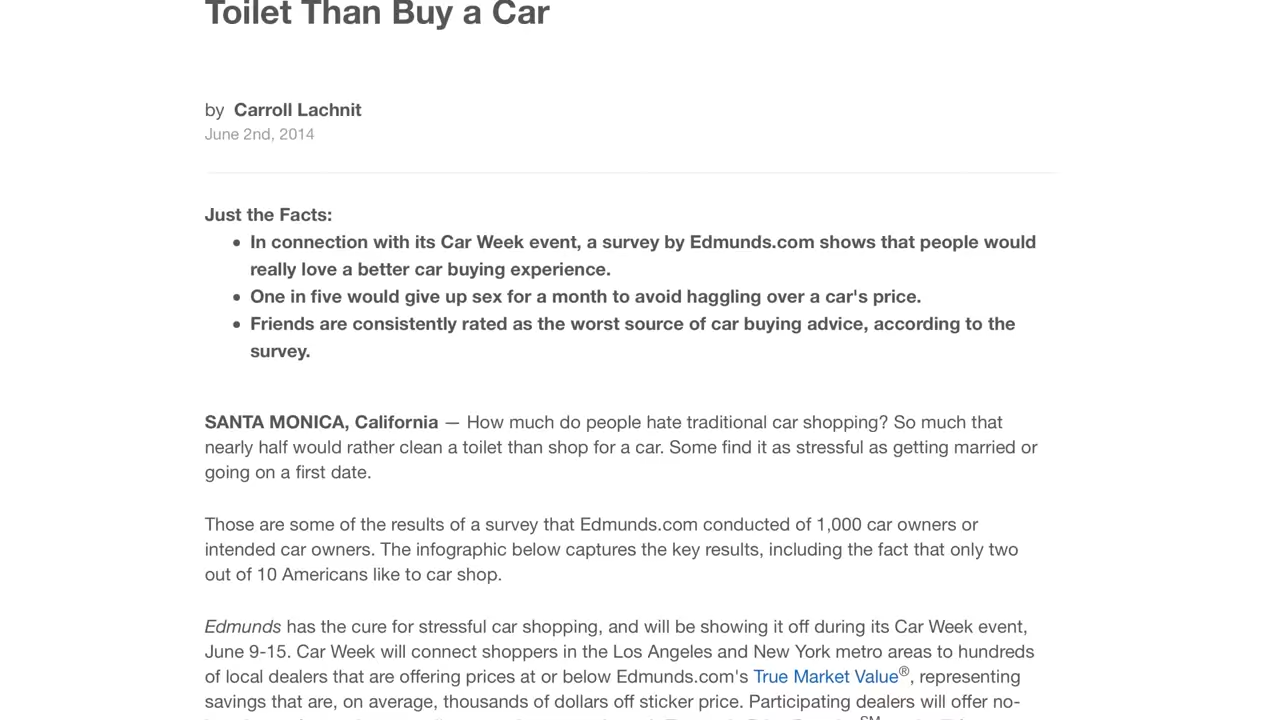 Toilet Than Buy a Car
by Carroll Lachnit
June 2nd, 2014
Just the Facts:
• In connection with its Car Week event, a survey by Edmunds.com shows that people would
really love a better car buying experience.
• One in five would give up sex for a month to avoid haggling over a car's price.
• Friends are consistently rated as the worst source of car buying advice, according to the
survey.
SANTA MONICA, California — How much do people hate traditional car shopping? So much that
nearly half would rather clean a toilet than shop for a car. Some find it as stressful as getting married or
going on a first date.
Those are some of the results of a survey that Edmunds.com conducted of 1,000 car owners or
intended car owners. The infographic below captures the key results, including the fact that only two
out of 10 Americans like to car shop.
Edmunds has the cure for stressful car shopping, and will be showing it off during its Car Week event,
June 9-15. Car Week will connect shoppers in the Los Angeles and New York metro areas to hundreds
of local dealers that are offering prices at or below Edmunds.com's True Market Value®, representing
savings that are, on average, thousands of dollars off sticker price. Participating dealers will offer no-